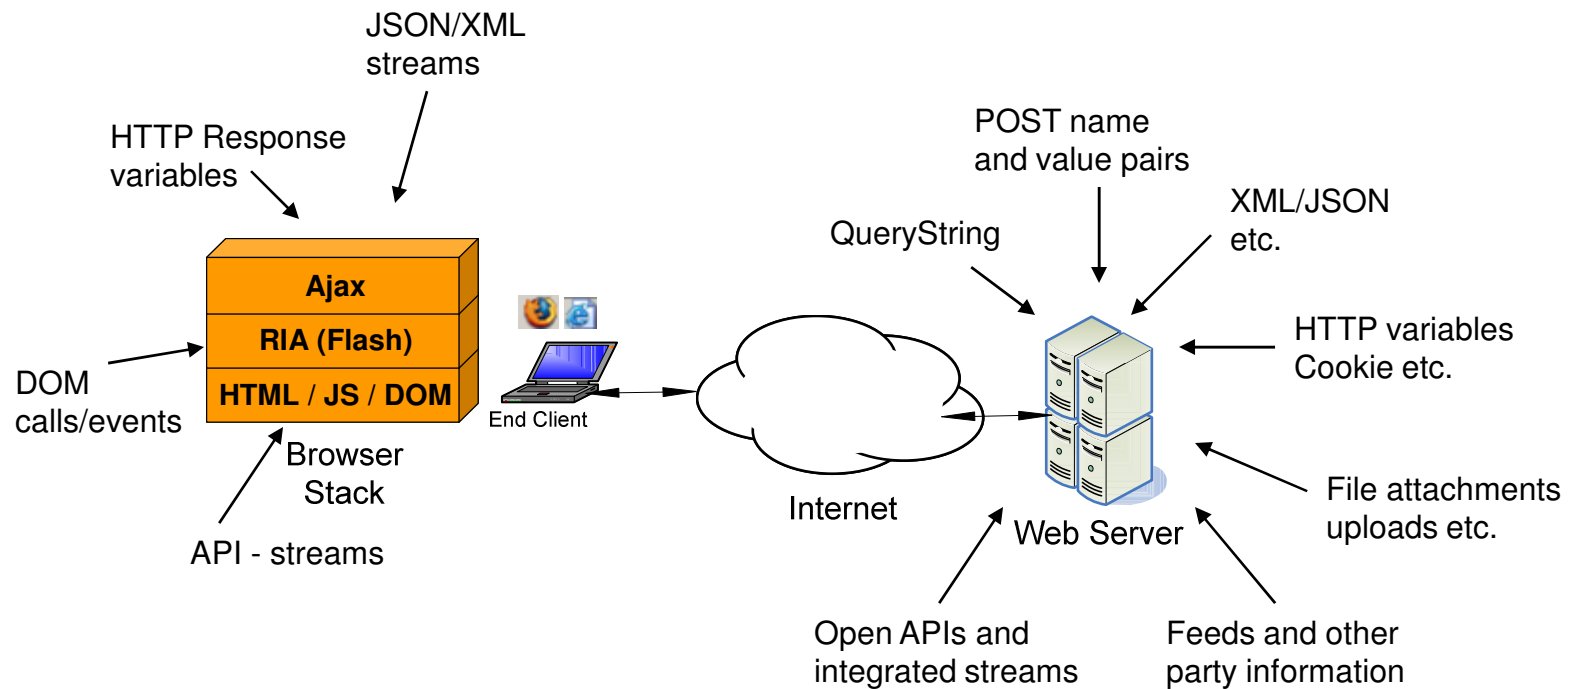 JSON/XML
streams
HTTP Response
variables
POST name
and value pairs
XML/JSON
etc.
QueryString
Ajax
RIA (Flash)
HTML / JS / DOM
HTTP variables
Cookie etc.
DOM
calls/events
End Client
Browser
Stack
Internet
Web Server
File attachments
uploads etc.
API - streams
Open APIs and
integrated streams
Feeds and other
party information